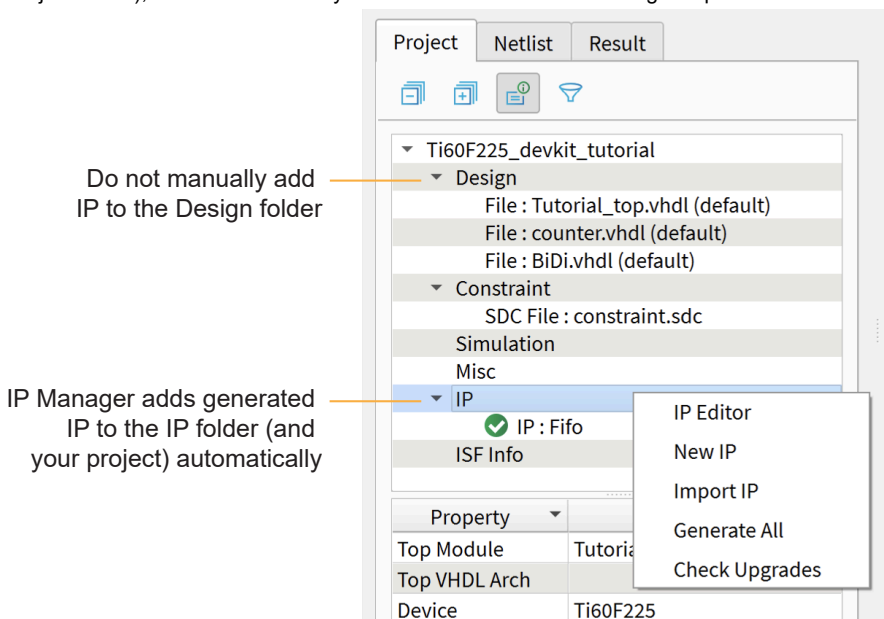 Project
Netlist
Result
Ti60F225_devkit_tutorial
Do not manually add
IP to the Design folder
Design
File : Tutorial_top.vhdl (default)
File : counter.vhdl (default)
File : BiDi.vhdl (default)
Constraint
SDC File : constraint.sdc
Simulation
Misc
IP Manager adds generated
IP to the IP folder (and
your project) automatically
IP
IP : Fifo
ISF Info
IP Editor
New IP
Import IP
Generate All
Check Upgrades
Property
Top Module
Top VHDL Arch
Device Ti60F225